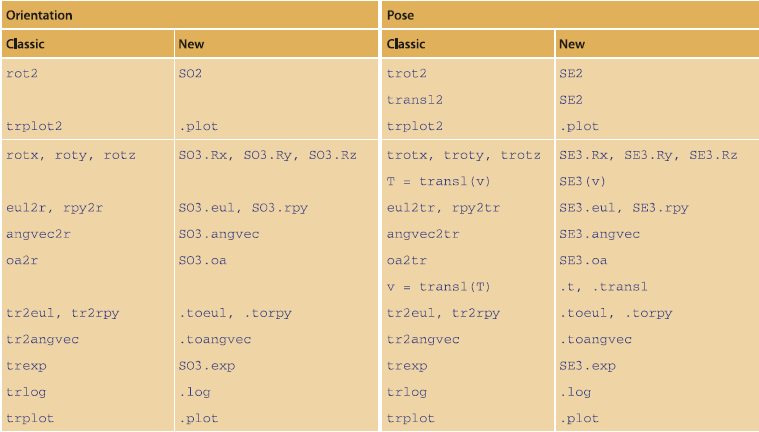 Orientation Pose
Classic New Classic New
rot2 SO2 trot2 SE2
transl2 SE2
trplot2 .plot trplot2 .plot
rotx, roty, rotz SO3.Rx, SO3.Ry, SO3.Rz trotx, troty, trotz SE3.Rx, SE3.Ry, SE3.Rz
T = transl(v) SE3(v)
eul2r, rpy2r SO3.eul, SO3.rpy eul2tr, rpy2tr SE3.eul, SE3.rpy
angvec2r SO3.angvec angvec2tr SE3.angvec
oa2r SO3.oa oa2tr SE3.oa
v = transl(T) .t, .transl
tr2eul, tr2rpy .toeul, .torpy tr2eul, tr2rpy .toeul, .torpy
tr2angvec .toangvec tr2angvec .toangvec
trexp SO3.exp trexp SE3.exp
trlog .log trlog .log
trplot .plot trplot .plot